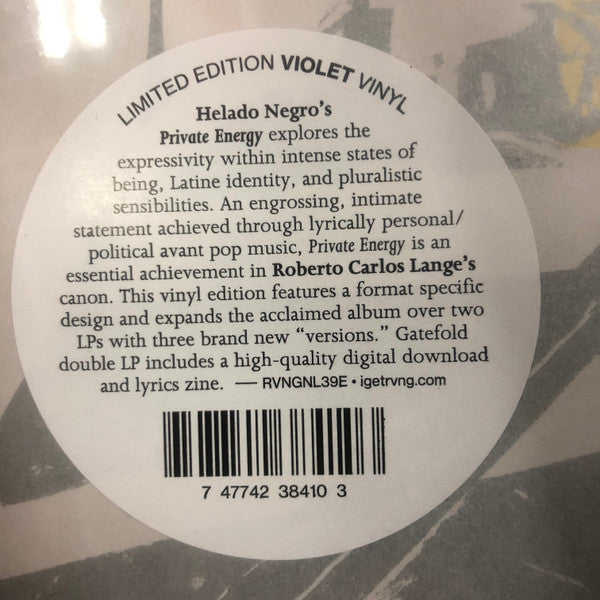 LIMITED EDITION VIOLET VINYL
Helado Negro's
Private Energy explores the
expressivity within intense states of
being, Latine identity, and pluralistic
sensibilities. An engrossing, intimate
statement achieved through lyrically personal/
political avant pop music, Private Energy is an
essential achievement in Roberto Carlos Lange's
canon. This vinyl edition features a format specific
design and expands the acclaimed album over two
LPs with three brand new “versions.” Gatefold
double LP includes a high-quality digital download
and lyrics zine. — RVNGNL39E • igetrvng.com
7 47742 38410 3